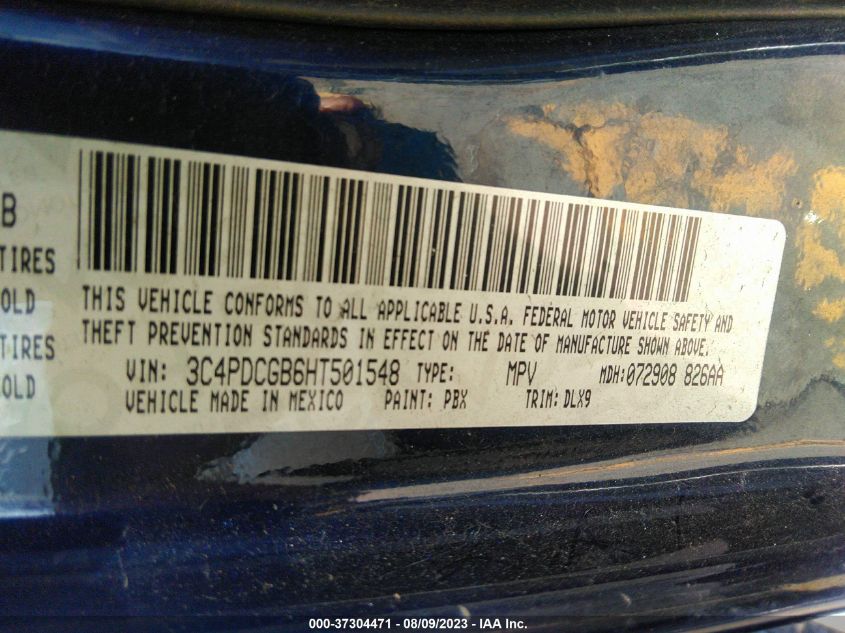 B
TIRES
OLD
TIRES
OLD
THIS VEHICLE CONFORMS TO ALL APPLICABLE U.S.A. FEDERAL MOTOR VEHICLE SAFETY AND
THEFT PREVENTION STANDARDS IN EFFECT ON THE DATE OF MANUFACTURE SHOWN ABOVE.
VIN: 3C4PDCGB6HT501548 TYPE: MPV MDH:072908 826AA
VEHICLE MADE IN MEXICO PAINT: PBX TRIM: DLX9
000-37304471 - 08/09/2023 - IAA Inc.